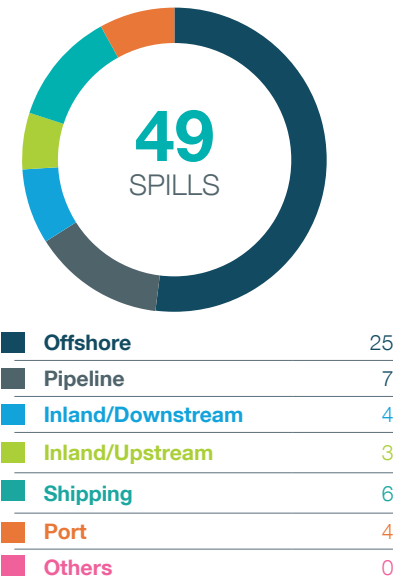 49
SPILLS
Offshore 25
Pipeline 7
Inland/Downstream 4
Inland/Upstream 3
Shipping 6
Port 4
Others 0